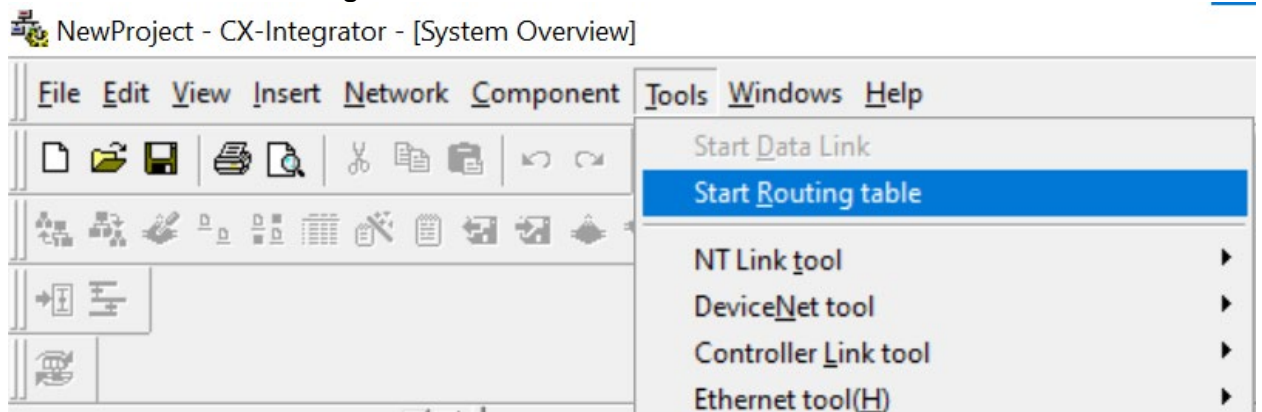 NewProject - CX-Integrator - [System Overview]
File Edit View Insert Network Component Tools Windows Help
Start Data Link
Start Routing table
NT Link tool
DeviceNet tool
Controller Link tool
Ethernet tool(H)